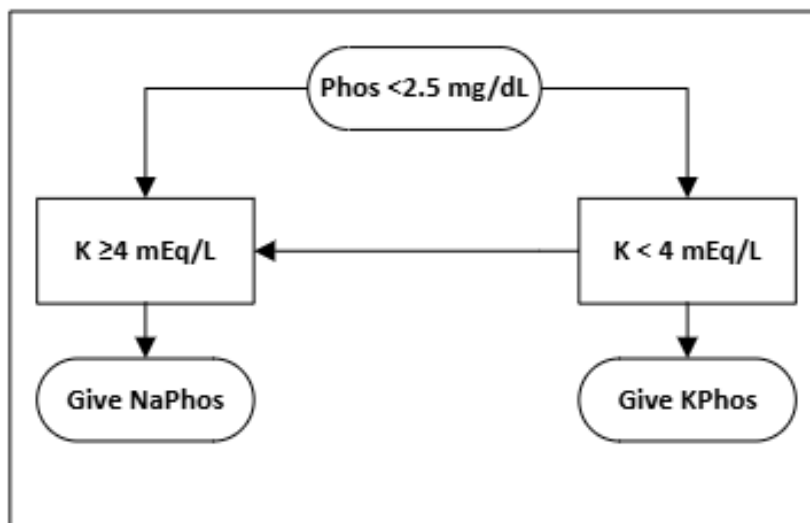 Phos <2.5 mg/dL
K ≥4 mEq/L
K < 4 mEq/L
Give NaPhos
Give KPhos